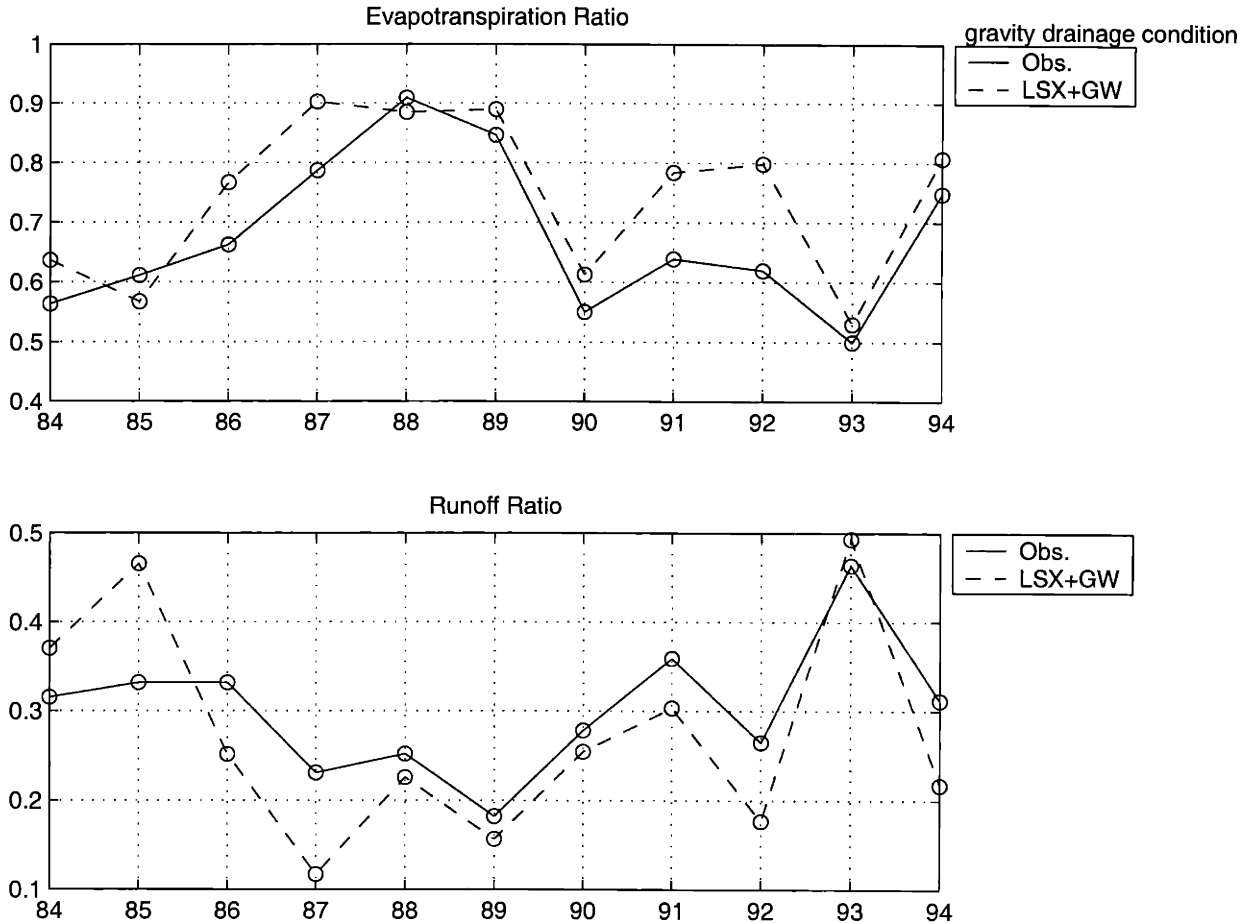 Evapotranspiration Ratio
gravity drainage condition
Obs.
LSX+GW
1
0.9
0.8
0.7
0.6
0.5
0.4
84 85 86 87 88 89 90 91 92 93 94
Runoff Ratio
Obs.
LSX+GW
0.5
0.4
0.3
0.2
0.1
84 85 86 87 88 89 90 91 92 93 94